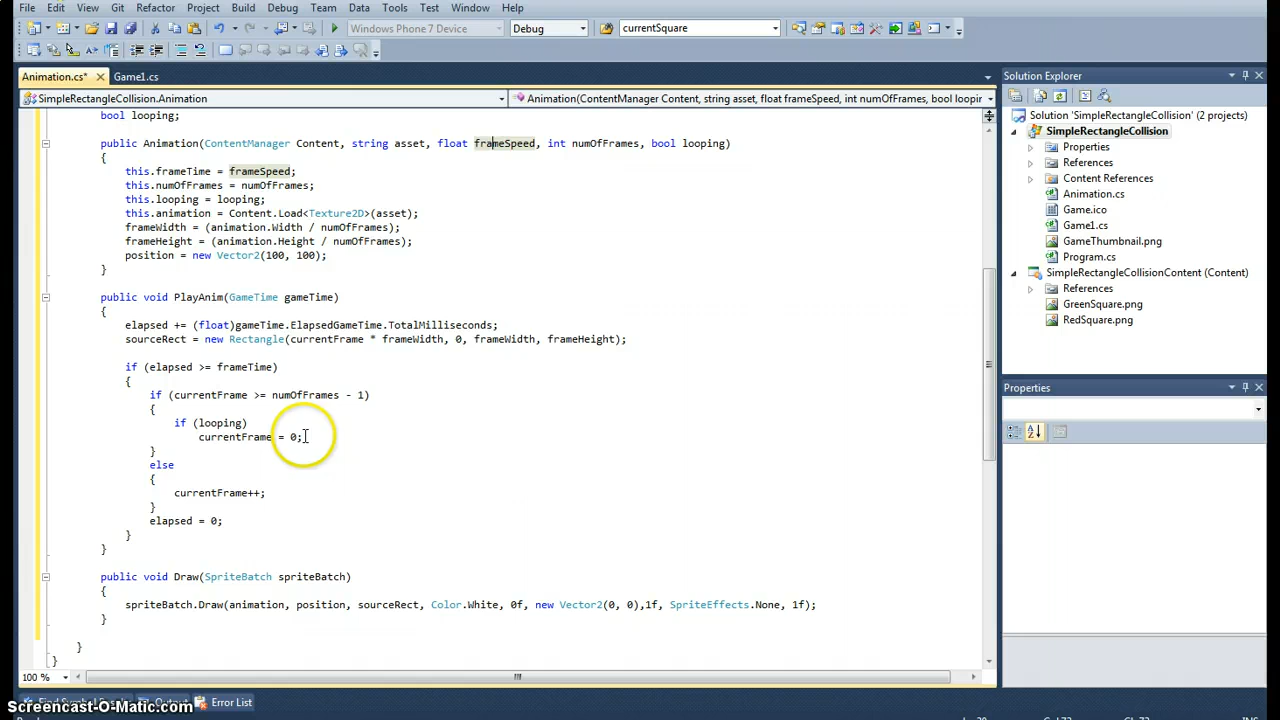 File Edit View Git Refactor Project Build Debug Team Data Tools Test Window Help
Windows Phone 7 Device Debug currentSquare
Animation.cs* Game1.cs
SimpleRectangleCollision.Animation Animation(ContentManager Content, string asset, float frameSpeed, int numOfFrames, bool loopin
bool looping;
public Animation(ContentManager Content, string asset, float frameSpeed, int numOfFrames, bool looping)
{
this.frameTime = frameSpeed;
this.numOfFrames = numOfFrames;
this.looping = looping;
this.animation = Content.Load<Texture2D>(asset);
frameWidth = (animation.Width / numOfFrames);
frameHeight = (animation.Height / numOfFrames);
position = new Vector2(100, 100);
}
public void PlayAnim(GameTime gameTime)
{
elapsed += (float)gameTime.ElapsedGameTime.TotalMilliseconds;
sourceRect = new Rectangle(currentFrame * frameWidth, 0, frameWidth, frameHeight);
if (elapsed >= frameTime)
{
if (currentFrame >= numOfFrames - 1)
{
if (looping)
currentFrame = 0;
}
else
{
currentFrame++;
}
elapsed = 0;
}
}
public void Draw(SpriteBatch spriteBatch)
{
spriteBatch.Draw(animation, position, sourceRect, Color.White, 0f, new Vector2(0, 0),1f, SpriteEffects.None, 1f);
}
}
}
100 %
Output Error List
Screencast-O-Matic.com
Solution Explorer
Solution 'SimpleRectangleCollision' (2 projects)
SimpleRectangleCollision
Properties
References
Content References
Animation.cs
Game.ico
Game1.cs
GameThumbnail.png
Program.cs
SimpleRectangleCollisionContent (Content)
References
GreenSquare.png
RedSquare.png
Properties